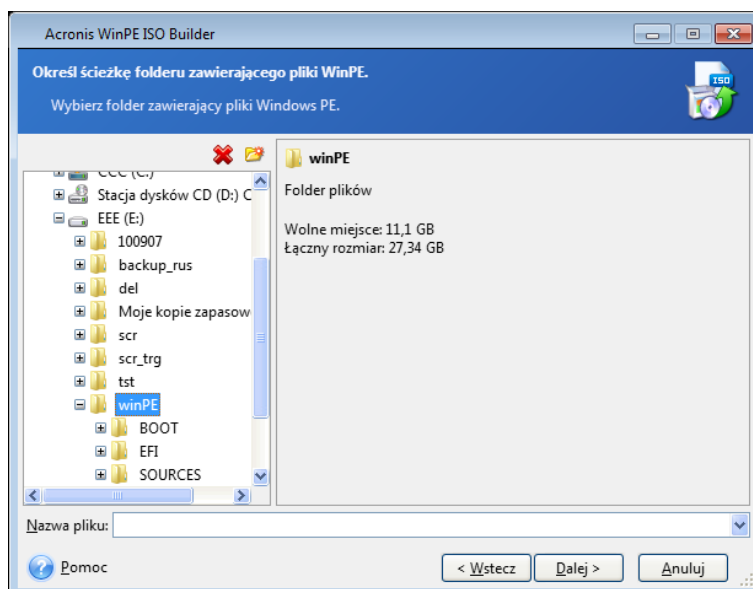 Acronis WinPE ISO Builder
Określ ścieżkę folderu zawierającego pliki WinPE.
Wybierz folder zawierający pliki Windows PE.
ISO
CCC (C:)
Stacja dysków CD (D:) C
EEE (E:)
100907
backup_rus
del
Moje kopie zapasow
scr
scr_trg
tst
winPE
BOOT
EFI
SOURCES
winPE
Folder plików
Wolne miejsce: 11,1 GB
Łączny rozmiar: 27,34 GB
Nazwa pliku:
Pomoc
< Wstecz
Dalej >
Anuluj